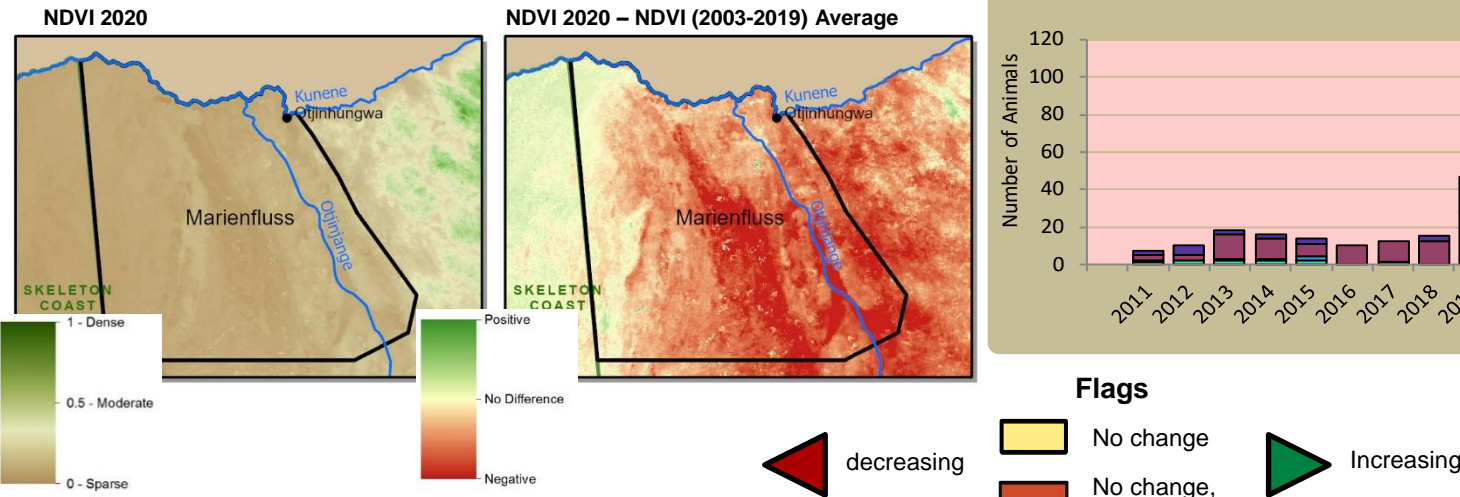 NDVI 2020
Kunene
Otjinhungwa
Marienfluss
Otjinjange
SKELETON
COAST
1 - Dense
0.5 - Moderate
0 - Sparse
NDVI 2020 – NDVI (2003-2019) Average
Kunene
Otjinhungwa
Marienfluss
Otjinjange
SKELETON
COAST
Positive
No Difference
Negative
Number of Animals
120
100
80
60
40
20
0
2011
2012
2013
2014
2015
2016
2017
2018
Flags
decreasing
No change
Increasing
No change,